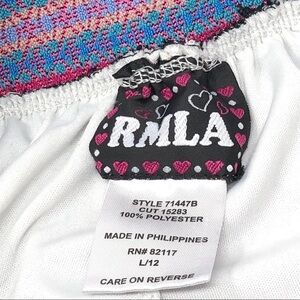 RMLA
STYLE 71447B
CUT 15283
100% POLYESTER
MADE IN PHILIPPINES
RN# 82117
L/12
CARE ON REVERSE